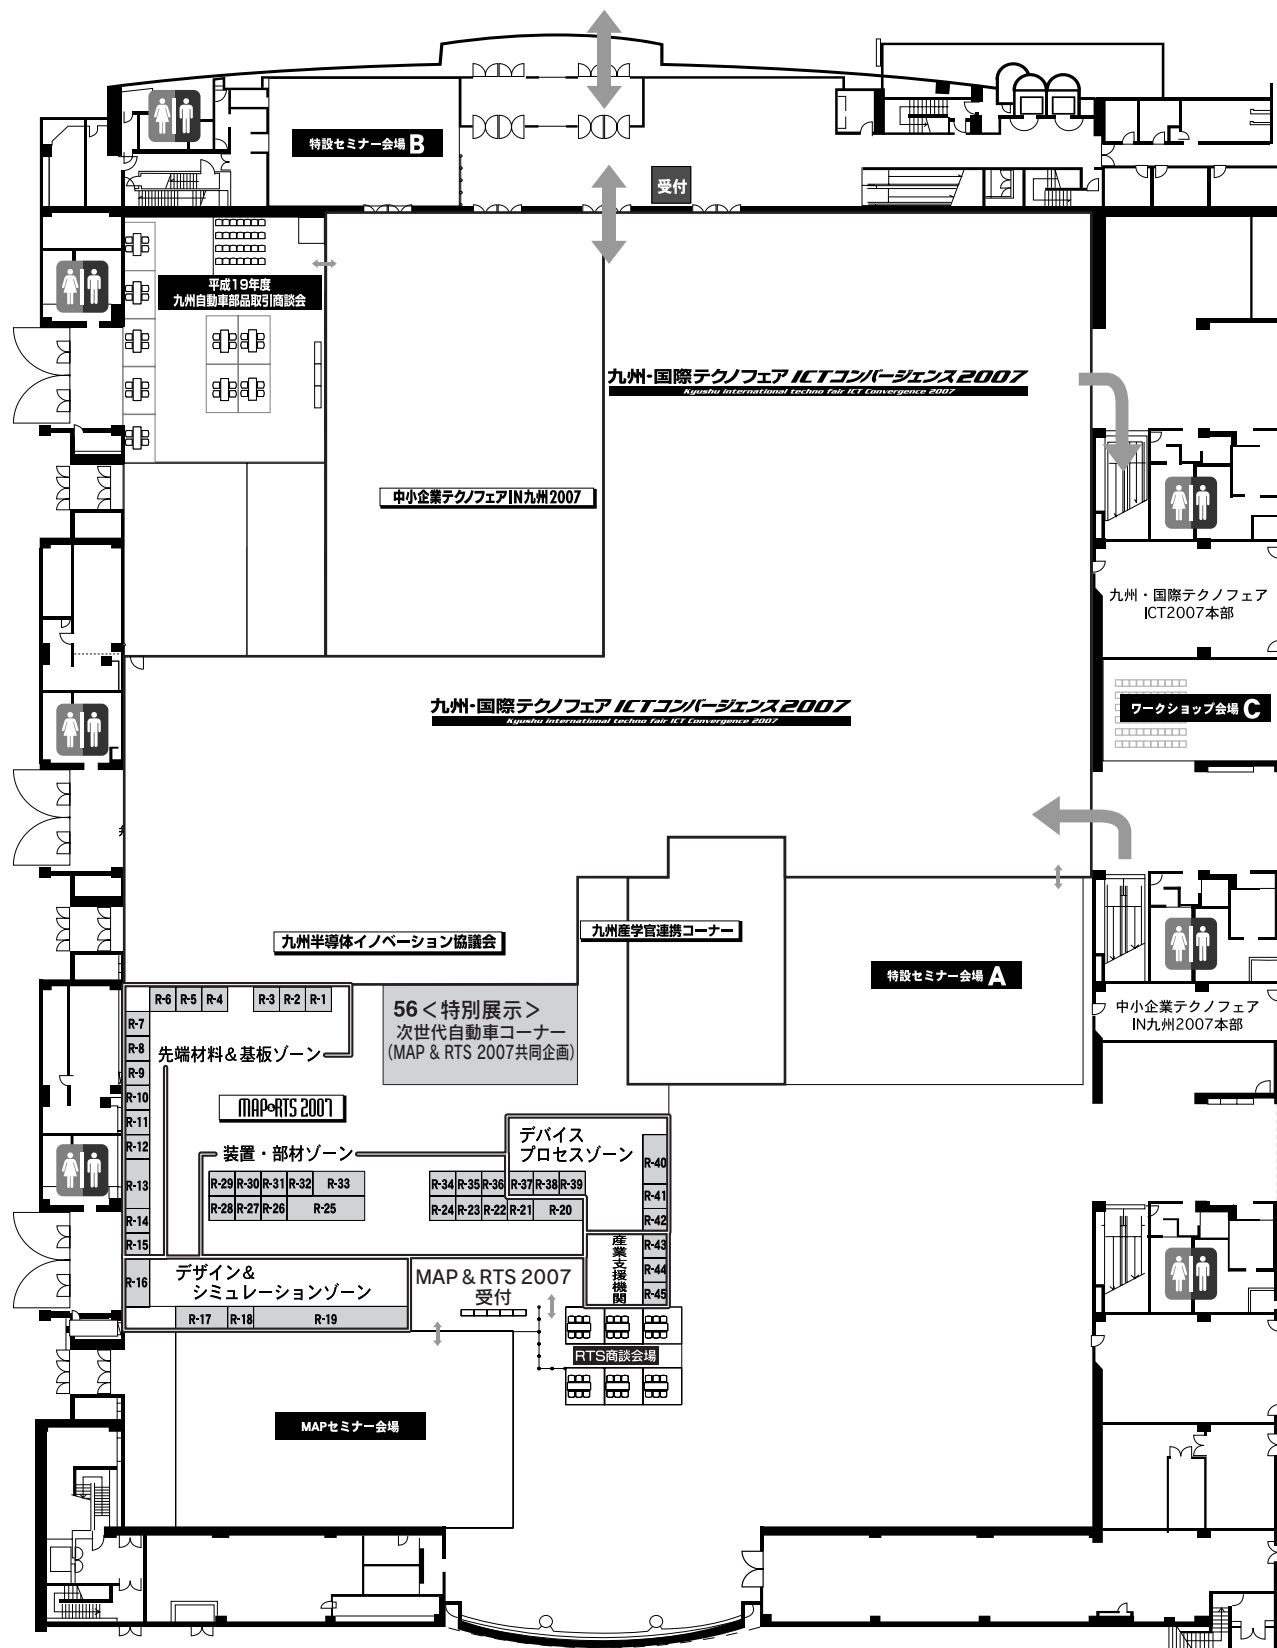 特設セミナー会場 B
受付
平成19年度
九州自動車部品取引商談会
九州・国際テクノフェア ICTコンバージェンス2007
Kyushu international techno fair ICT Convergence 2007
中小企業テクノフェアIN九州2007
九州・国際テクノフェア
ICT2007本部
九州・国際テクノフェア ICTコンバージェンス2007
Kyushu international techno fair ICT Convergence 2007
ワークショップ会場 C
九州半導体イノベーション協議会
九州産学官連携コーナー
特設セミナー会場 A
中小企業テクノフェア
IN九州2007本部
R-6 R-5 R-4 R-3 R-2 R-1
56<特別展示>
次世代自動車コーナー
(MAP & RTS 2007共同企画)
R-7
R-8
先端材料&基板ゾーン
R-9
R-10
MAP&RTS 2007
R-11
R-12
装置・部材ゾーン
デバイス
プロセスゾーン
R-40
R-13
R-29 R-30 R-31 R-32 R-33
R-34 R-35 R-36 R-37 R-38 R-39
R-41
R-28 R-27 R-26 R-25
R-24 R-23 R-22 R-21 R-20
R-14
R-42
R-15
産業支援機関
R-43
R-44
R-45
R-16
デザイン&
シミュレーションゾーン
MAP & RTS 2007
受付
R-17 R-18 R-19
RTS商談会場
MAPセミナー会場